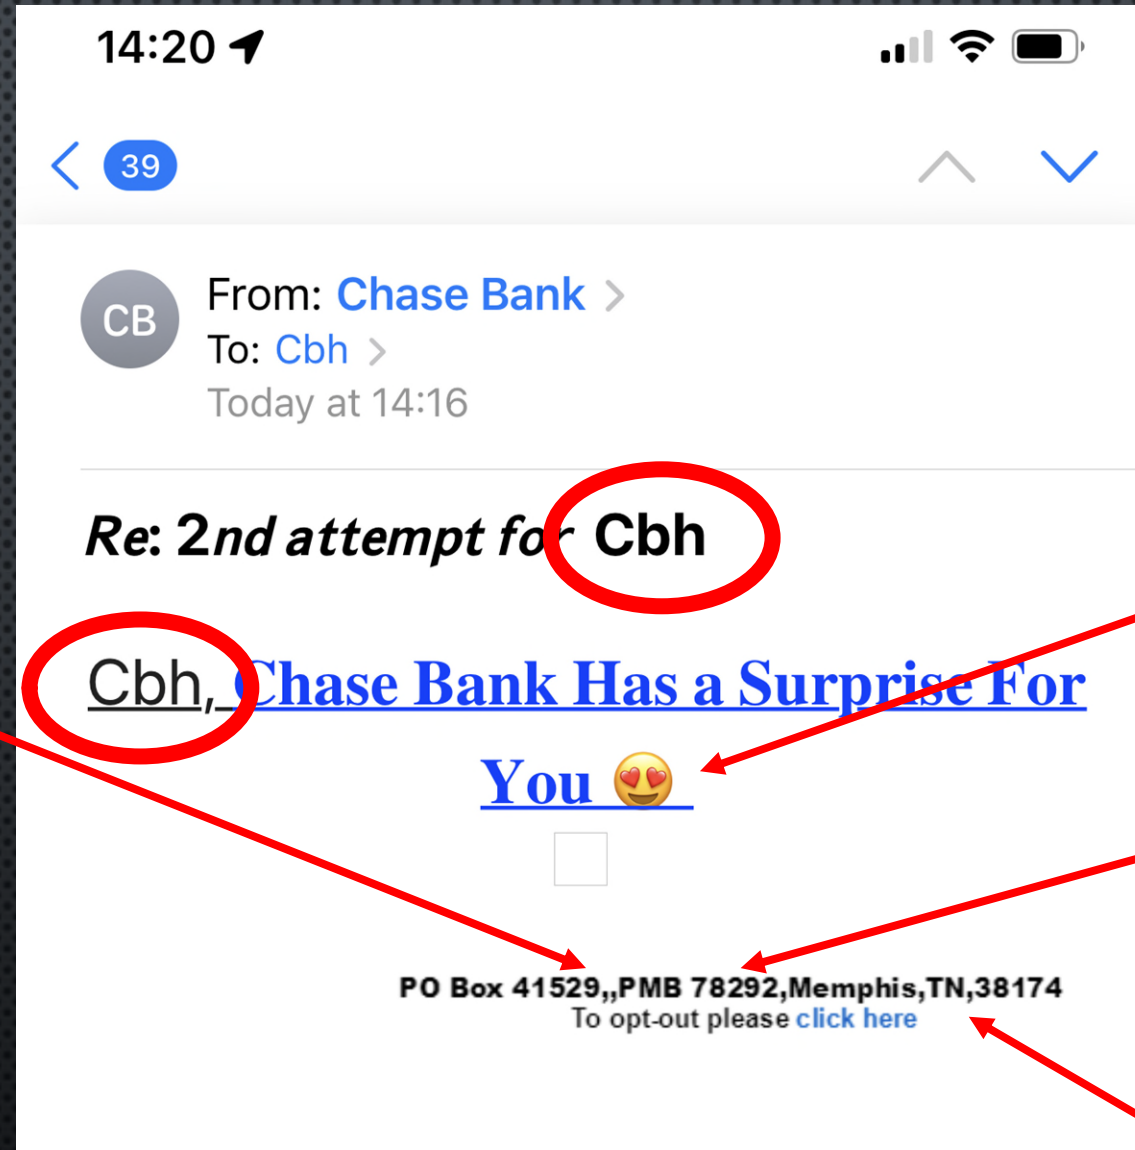 14:20
39
CB
From: Chase Bank
To: Cbh
Today at 14:16
Re: 2nd attempt for Cbh
Cbh, Chase Bank Has a Surprise For
You 😍
PO Box 41529,,PMB 78292,Memphis,TN,38174
To opt-out please click here